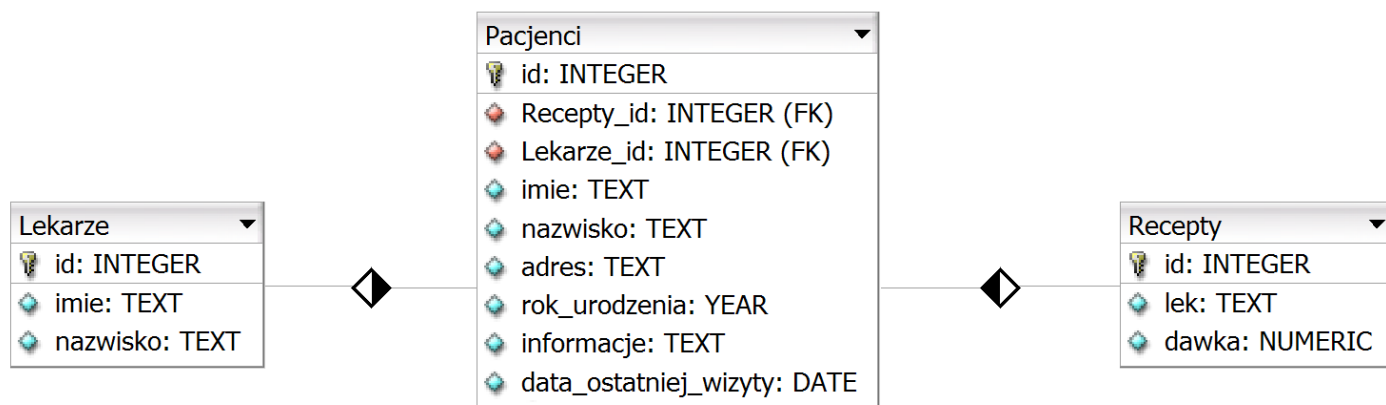 Pacjenci
id: INTEGER
Recepty_id: INTEGER (FK)
Lekarze_id: INTEGER (FK)
imie: TEXT
nazwisko: TEXT
adres: TEXT
rok_urodzenia: YEAR
informacje: TEXT
data_ostatniej_wizyty: DATE
Lekarze
id: INTEGER
imie: TEXT
nazwisko: TEXT
Recepty
id: INTEGER
lek: TEXT
dawka: NUMERIC